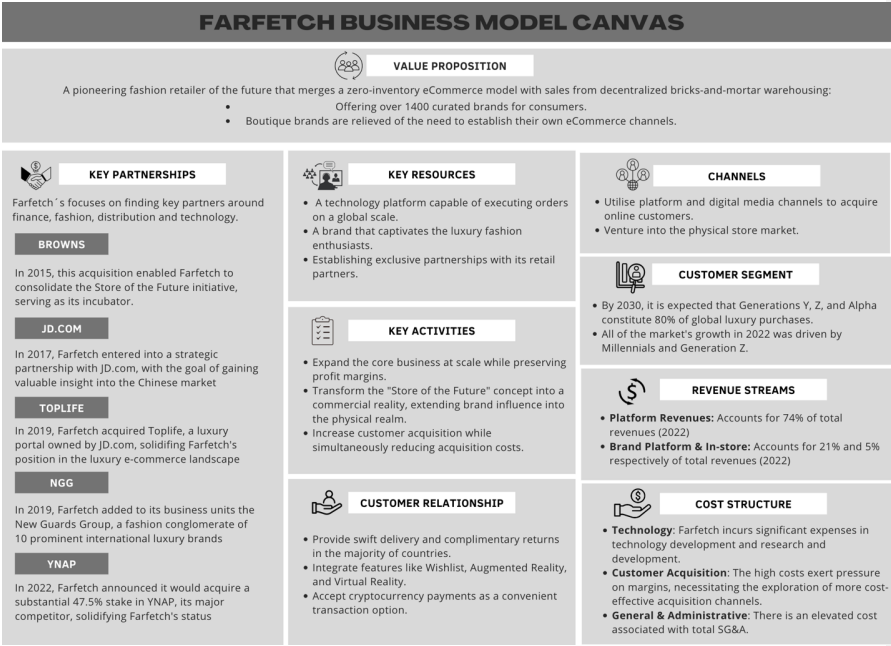 FARFETCH BUSINESS MODEL CANVAS
VALUE PROPOSITION
A pioneering fashion retailer of the future that merges a zero-inventory eCommerce model with sales from decentralized bricks-and-mortar warehousing:
• Offering over 1400 curated brands for consumers.
• Boutique brands are relieved of the need to establish their own eCommerce channels.
KEY PARTNERSHIPS
Farfetch´s focuses on finding key partners around
finance, fashion, distribution and technology.
BROWNS
In 2015, this acquisition enabled Farfetch to
consolidate the Store of the Future initiative,
serving as its incubator.
JD.COM
In 2017, Farfetch entered into a strategic
partnership with JD.com, with the goal of gaining
valuable insight into the Chinese market
TOPLIFE
In 2019, Farfetch acquired Toplife, a luxury
portal owned by JD.com, solidifing Farfetch's
position in the luxury e-commerce landscape
NGG
In 2019, Farfetch added to its business units the
New Guards Group, a fashion conglomerate of
10 prominent international luxury brands
YNAP
In 2022, Farfetch announced it would acquire a
substantial 47.5% stake in YNAP, its major
competitor, solidifying Farfetch's status
KEY RESOURCES
• A technology platform capable of executing orders
on a global scale.
• A brand that captivates the luxury fashion
enthusiasts.
• Establishing exclusive partnerships with its retail
partners.
KEY ACTIVITIES
• Expand the core business at scale while preserving
profit margins.
• Transform the "Store of the Future" concept into a
commercial reality, extending brand influence into
the physical realm.
• Increase customer acquisition while
simultaneously reducing acquisition costs.
CUSTOMER RELATIONSHIP
• Provide swift delivery and complimentary returns
in the majority of countries.
• Integrate features like Wishlist, Augmented Reality,
and Virtual Reality.
• Accept cryptocurrency payments as a convenient
transaction option.
CHANNELS
• Utilise platform and digital media channels to acquire
online customers.
• Venture into the physical store market.
CUSTOMER SEGMENT
• By 2030, it is expected that Generations Y, Z, and Alpha
constitute 80% of global luxury purchases.
• All of the market's growth in 2022 was driven by
Millennials and Generation Z.
REVENUE STREAMS
• Platform Revenues: Accounts for 74% of total
revenues (2022)
• Brand Platform & In-store: Accounts for 21% and 5%
respectively of total revenues (2022)
COST STRUCTURE
• Technology: Farfetch incurs significant expenses in
technology development and research and
development.
• Customer Acquisition: The high costs exert pressure
on margins, necessitating the exploration of more cost-
effective acquisition channels.
• General & Administrative: There is an elevated cost
associated with total SG&A.